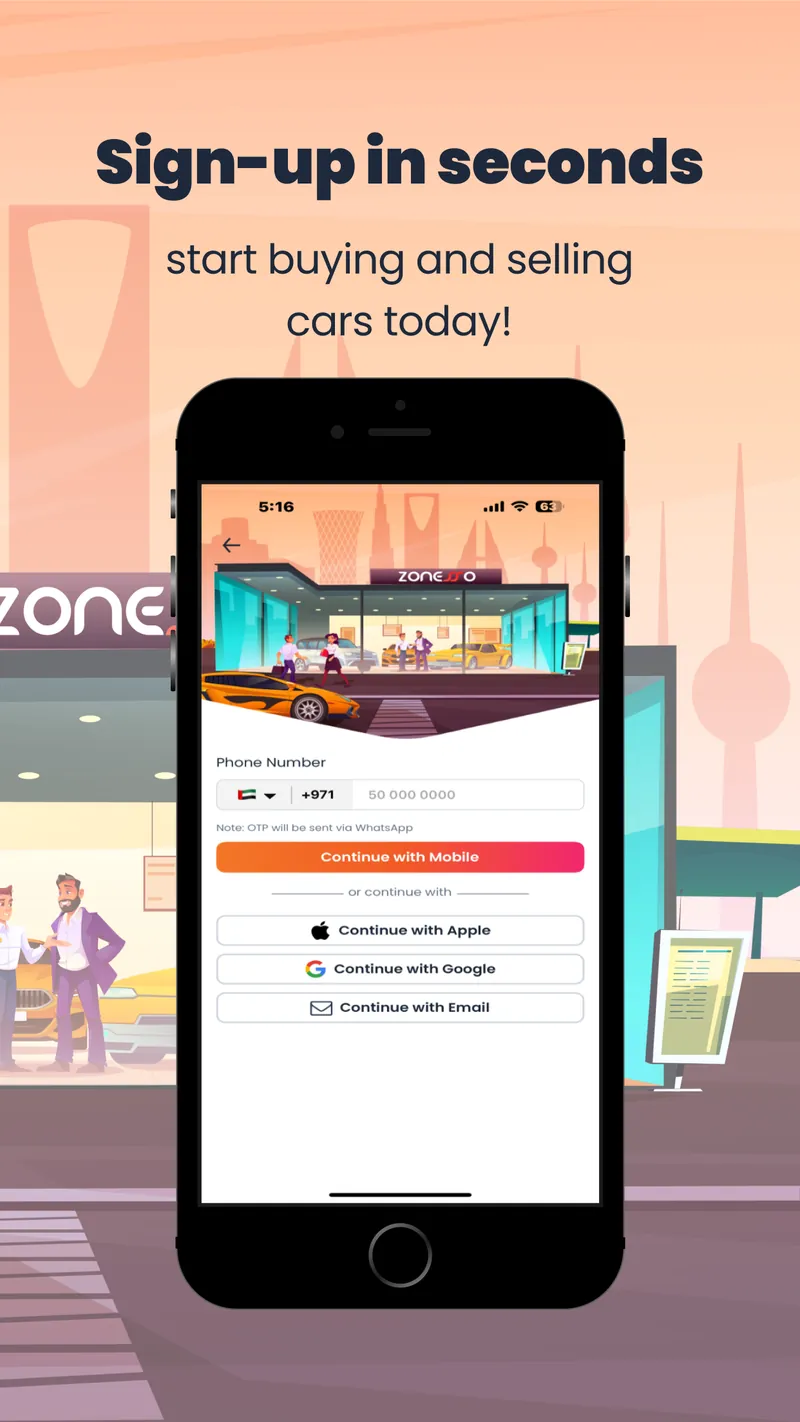 Sign-up in seconds
start buying and selling
cars today!
5:16
63
ZONE O
ZONE
Phone Number
+971
50 000 0000
Note: OTP will be sent via WhatsApp
Continue with Mobile
or continue with
Continue with Apple
Continue with Google
Continue with Email